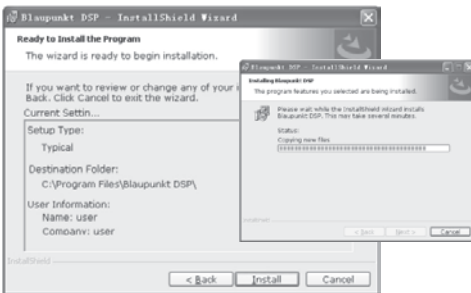 Blaupunkt DSP - InstallShield Wizard
Ready to Install the Program
The wizard is ready to begin installation.
If you want to review or change any of your i
Back. Click Cancel to exit the wizard.
Current Settin...
Setup Type:
Typical
Destination Folder:
C:\Program Files\Blaupunkt DSP\
User Information:
Name: user
Company: user
InstallShield
< Back
Install
Cancel
Blaupunkt DSP - InstallShield Wizard
Installing Blaupunkt DSP
The program features you selected are being installed.
Please wait while the InstallShield Wizard installs
Blaupunkt DSP. This may take several minutes.
Status:
Copying new files
InstallShield
< Back
Next >
Cancel